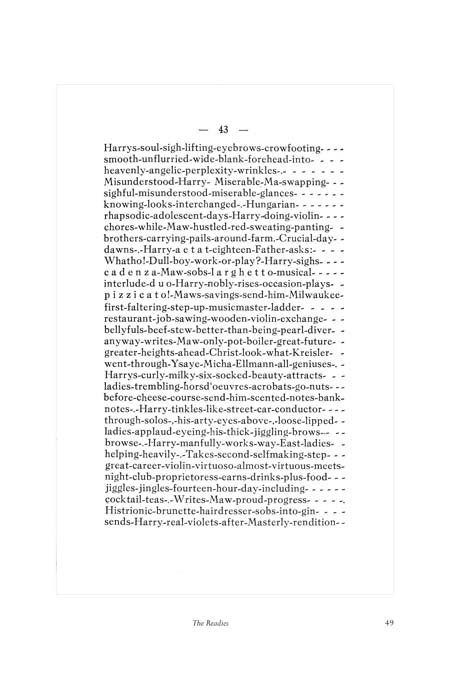 — 43 —
Harrys-soul-sigh-lifting-eyebrows-crowfooting- - - -
smooth-unflurried-wide-blank-forehead-into- - - -
heavenly-angelic-perplexity-wrinkles-.- - - - - - -
Misunderstood-Harry- Miserable-Ma-swapping- - -
sighful-misunderstood-miserable-glances- - - - - - -
knowing-looks-interchanged-.-Hungarian- - - - - - -
rhapsodic-adolescent-days-Harry-doing-violin- - - -
chores-while-Maw-hustled-red-sweating-panting- -
brothers-carrying-pails-around-farm.-Crucial-day- -
dawns-.-Harry-a c t a t-eighteen-Father-asks:- - - -
Whatho!-Dull-boy-work-or-play?-Harry-sighs- - - -
c a d e n z a-Maw-sobs-l a r g h e t t o-musical- - - - -
interlude-d u o-Harry-nobly-rises-occasion-plays- -
p i z z i c a t o!-Maws-savings-send-him-Milwaukee-
first-faltering-step-up-musicmaster-ladder- - - - -
restaurant-job-sawing-wooden-violin-exchange- - -
bellyfuls-beef-stew-better-than-being-pearl-diver- -
anyway-writes-Maw-only-pot-boiler-great-future- -
greater-heights-ahead-Christ-look-what-Kreisler- -
went-through-Ysaye-Micha-Ellmann-all-geniuses-. -
Harrys-curly-milky-six-socked-beauty-attracts- - -
ladies-trembling-horsd'oeuvres-acrobats-go-nuts- - -
before-cheese-course-send-him-scented-notes-bank-
notes-.-Harry-tinkles-like-street-car-conductor- - - -
through-solos-,-his-arty-eyes-above-,-loose-lipped- -
ladies-applaud-eyeing-his-thick-jiggling-brows-- --
browse-.-Harry-manfully-works-way-East-ladies- -
helping-heavily-.-Takes-second-selfmaking-step- - -
great-career-violin-virtuoso-almost-virtuous-meets-
night-club-proprietoress-earns-drinks-plus-food- - -
jiggles-jingles-fourteen-hour-day-including- - - - - -
cocktail-teas-.-Writes-Maw-proud-progress- - - - -.
Histrionic-brunette-hairdresser-sobs-into-gin- - - -
sends-Harry-real-violets-after-Masterly-rendition- -
The Readies
49